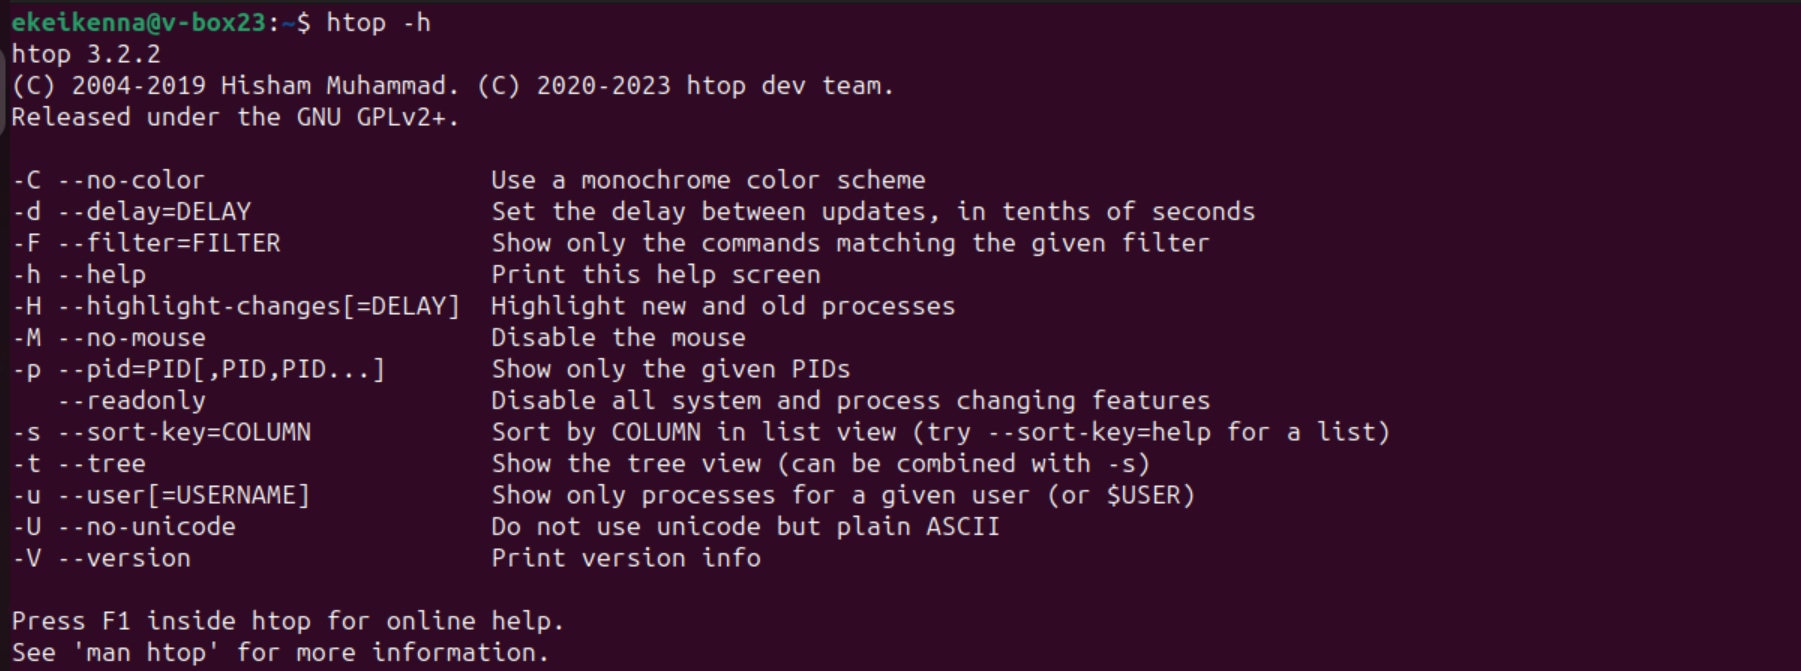 ekeikenna@v-box23:~$ htop -h
htop 3.2.2
(C) 2004-2019 Hisham Muhammad. (C) 2020-2023 htop dev team.
Released under the GNU GPLv2+.

-C --no-color                   Use a monochrome color scheme
-d --delay=DELAY                Set the delay between updates, in tenths of seconds
-F --filter=FILTER              Show only the commands matching the given filter
-h --help                       Print this help screen
-H --highlight-changes[=DELAY]  Highlight new and old processes
-M --no-mouse                   Disable the mouse
-p --pid=PID[,PID,PID...]       Show only the given PIDs
   --readonly                   Disable all system and process changing features
-s --sort-key=COLUMN            Sort by COLUMN in list view (try --sort-key=help for a list)
-t --tree                       Show the tree view (can be combined with -s)
-u --user[=USERNAME]            Show only processes for a given user (or $USER)
-U --no-unicode                 Do not use unicode but plain ASCII
-V --version                    Print version info

Press F1 inside htop for online help.
See 'man htop' for more information.